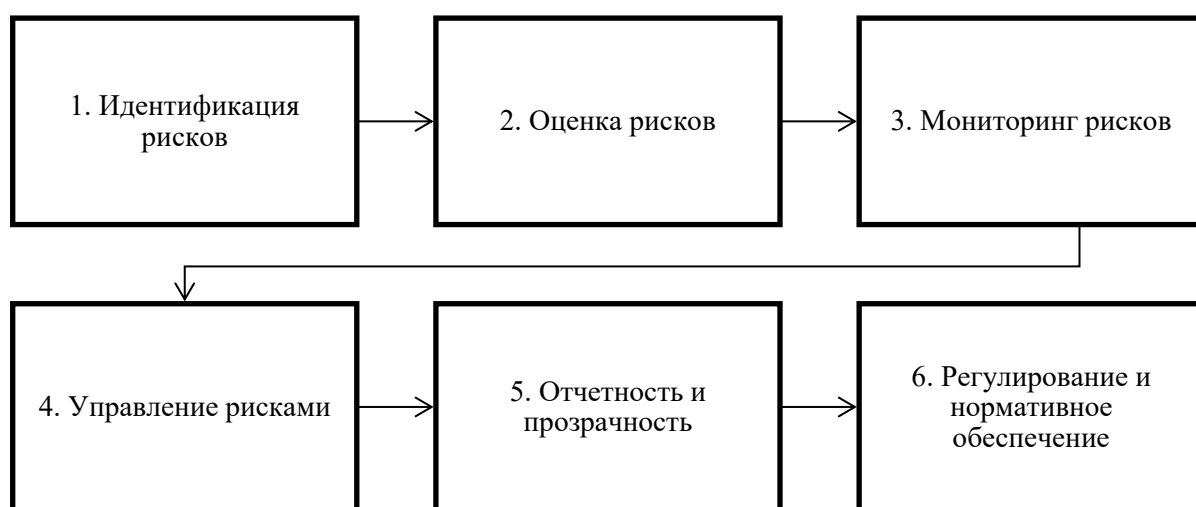 1. Идентификация
рисков
2. Оценка рисков
3. Мониторинг рисков
4. Управление рисками
5. Отчетность и
прозрачность
6. Регулирование и
нормативное
обеспечение